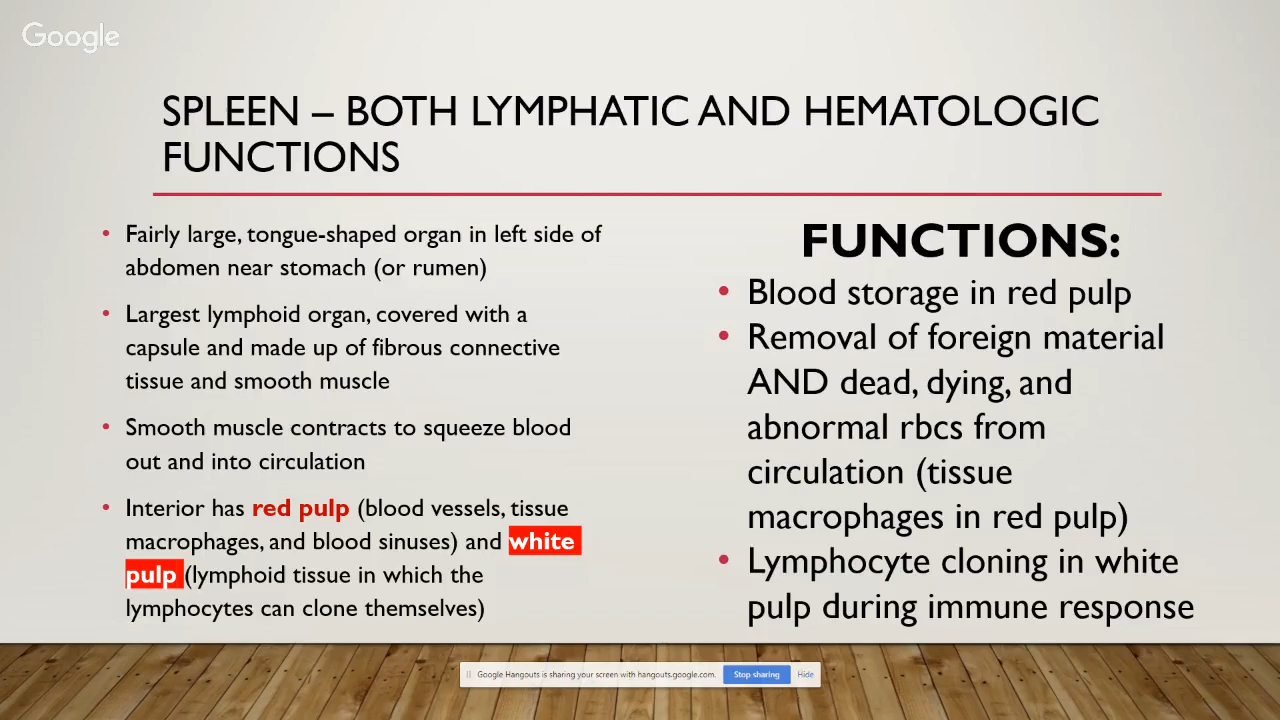 Google
SPLEEN – BOTH LYMPHATIC AND HEMATOLOGIC
FUNCTIONS
• Fairly large, tongue-shaped organ in left side of
abdomen near stomach (or rumen)
• Largest lymphoid organ, covered with a
capsule and made up of fibrous connective
tissue and smooth muscle
• Smooth muscle contracts to squeeze blood
out and into circulation
• Interior has red pulp (blood vessels, tissue
macrophages, and blood sinuses) and white
pulp (lymphoid tissue in which the
lymphocytes can clone themselves)
FUNCTIONS:
• Blood storage in red pulp
• Removal of foreign material
AND dead, dying, and
abnormal rbcs from
circulation (tissue
macrophages in red pulp)
• Lymphocyte cloning in white
pulp during immune response
Google Hangouts is sharing your screen with hangouts.google.com. Stop sharing Hide